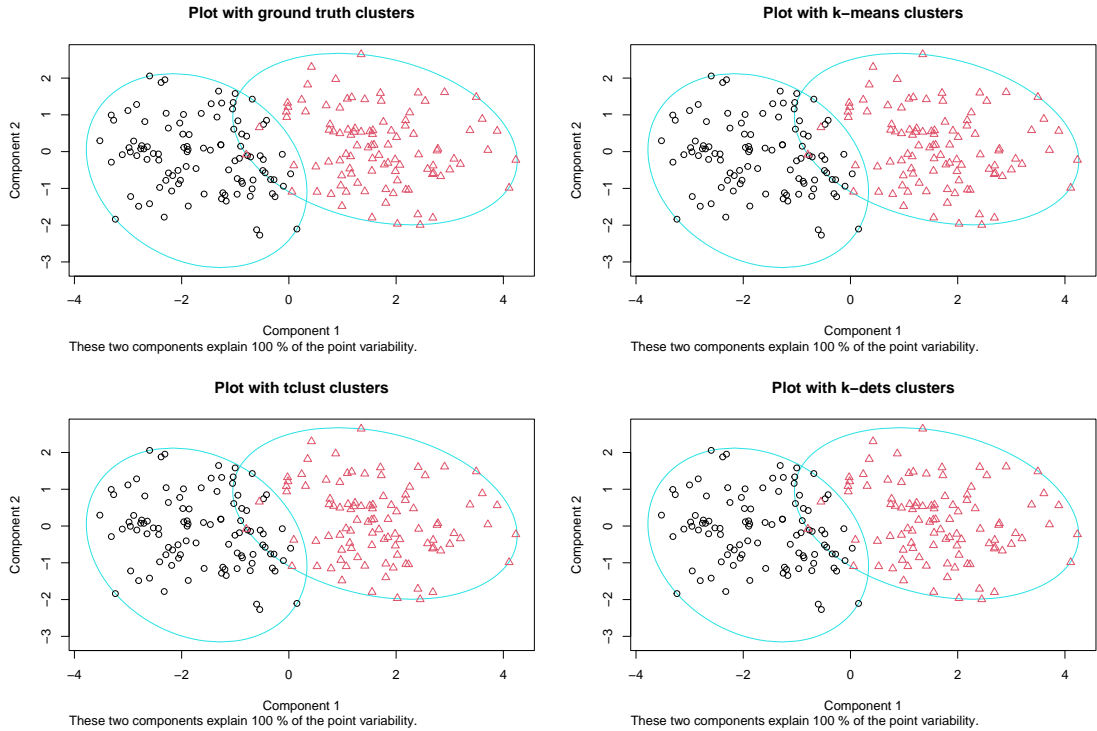 Plot with ground truth clusters
Component 2
2
1
0
−1
−2
−3
−4
−2
0
2
4
Component 1
These two components explain 100 % of the point variability.
Plot with k−means clusters
Component 2
2
1
0
−1
−2
−3
−4
−2
0
2
4
Component 1
These two components explain 100 % of the point variability.
Plot with tclust clusters
Component 2
2
1
0
−1
−2
−3
−4
−2
0
2
4
Component 1
These two components explain 100 % of the point variability.
Plot with k−dets clusters
Component 2
2
1
0
−1
−2
−3
−4
−2
0
2
4
Component 1
These two components explain 100 % of the point variability.